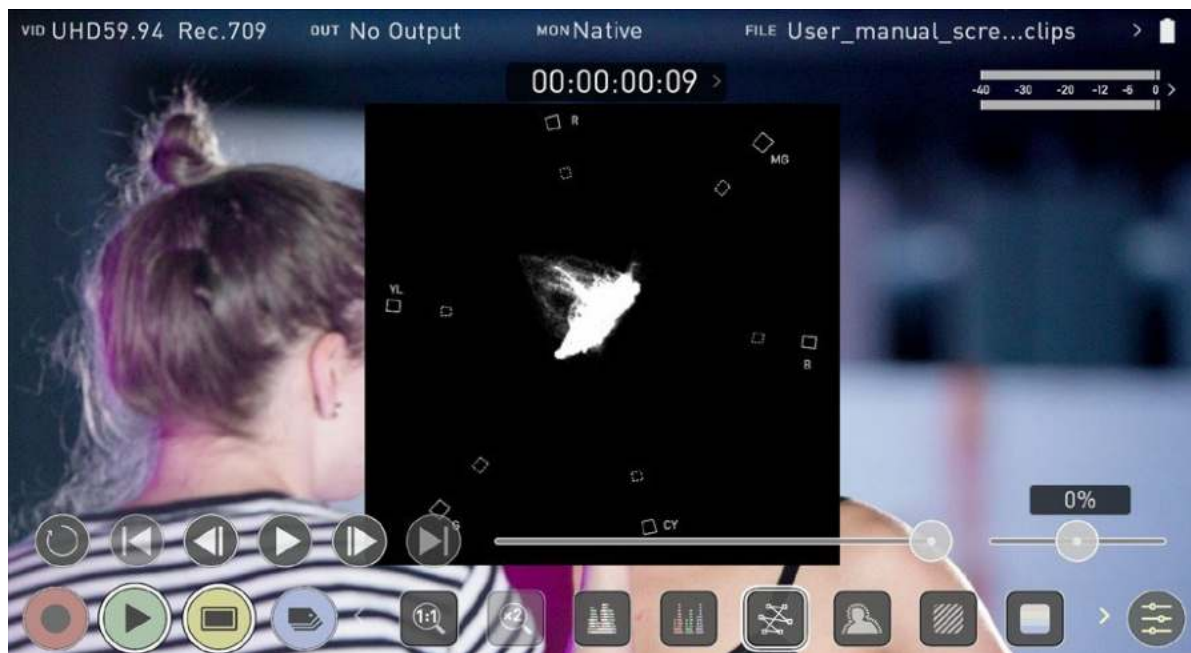 VID UHD59.94 Rec.709 OUT No Output MON Native FILE User_manual_scre...clips >
00:00:00:09 >
-40 -30 -20 -12 -6 0 >
R
MG
YL
B
G
CY
0%
1:1
x2